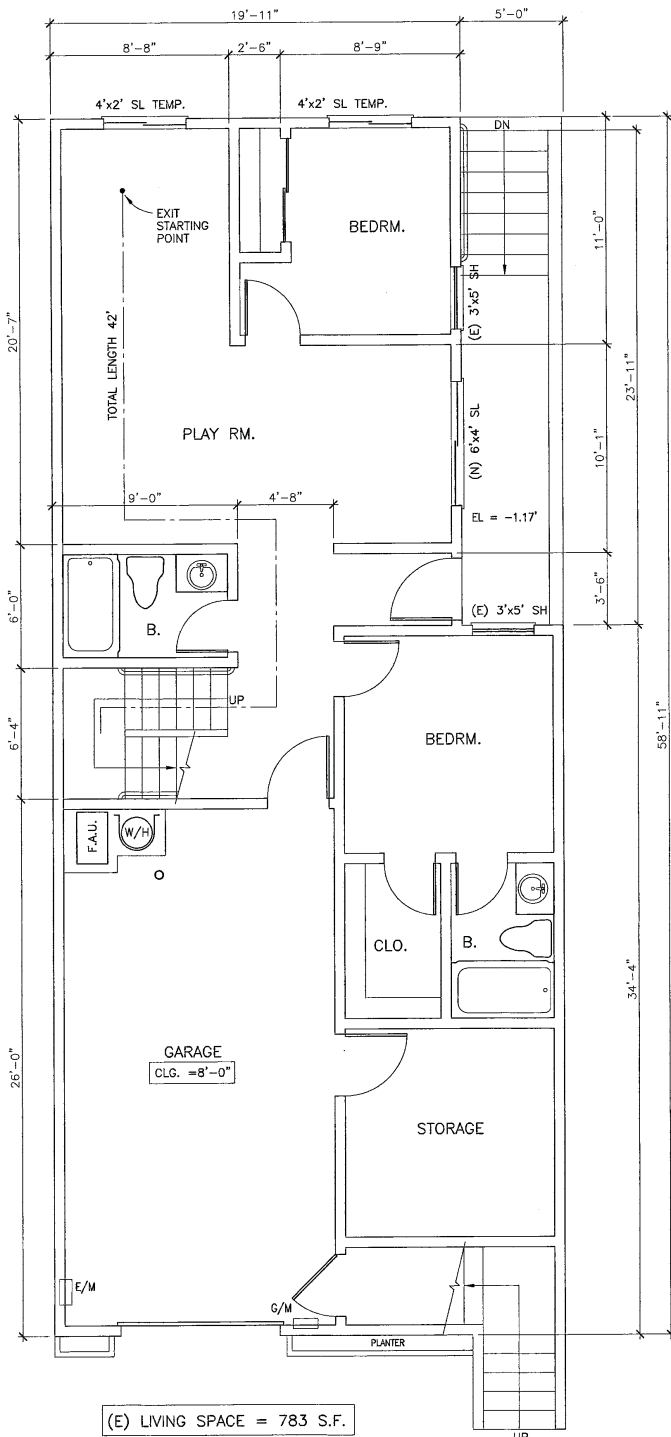 19'-11"
5'-0"
8'-8"
2'-6"
8'-9"
4'x2' SL TEMP.
4'x2' SL TEMP.
DN
EXIT
STARTING
POINT
BEDRM.
11'-0"
(E) 3'x5' SH
20'-7"
TOTAL LENGTH 42'
23'-11"
PLAY RM.
(N) 6'x4' SL
10'-1"
9'-0"
4'-8"
EL = -1.17'
6'-0"
B.
(E) 3'x5' SH
3'-6"
UP
6'-4"
BEDRM.
58'-11"
F.A.U.
W/H
CLO.
B.
34'-4"
26'-0"
GARAGE
CLG. =8'-0"
STORAGE
E/M
G/M
PLANTER
(E) LIVING SPACE = 783 S.F.
UP